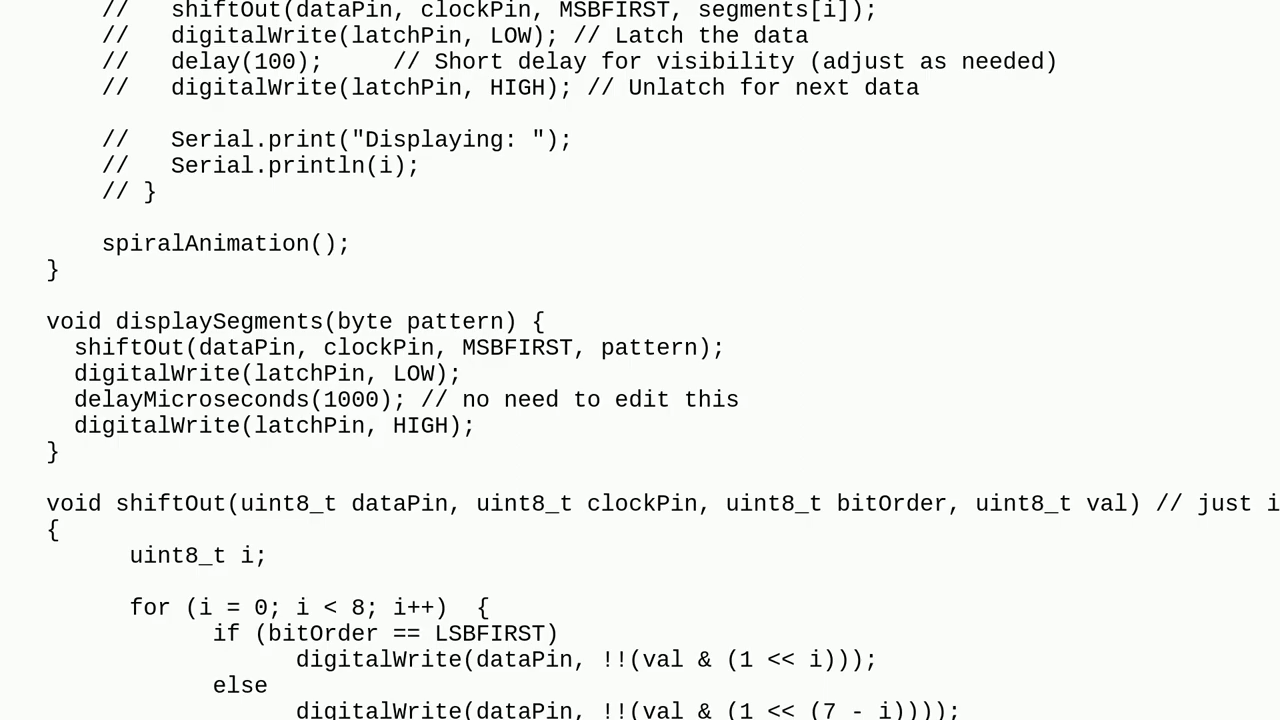 //   shiftOut(dataPin, clockPin, MSBFIRST, segments[i]);
//   digitalWrite(latchPin, LOW); // Latch the data
//   delay(100);     // Short delay for visibility (adjust as needed)
//   digitalWrite(latchPin, HIGH); // Unlatch for next data
//   Serial.print("Displaying: ");
//   Serial.println(i);
// }
spiralAnimation();
}
void displaySegments(byte pattern) {
shiftOut(dataPin, clockPin, MSBFIRST, pattern);
digitalWrite(latchPin, LOW);
delayMicroseconds(1000); // no need to edit this
digitalWrite(latchPin, HIGH);
}
void shiftOut(uint8_t dataPin, uint8_t clockPin, uint8_t bitOrder, uint8_t val) // just
{
uint8_t i;
for (i = 0; i < 8; i++)  {
if (bitOrder == LSBFIRST)
digitalWrite(dataPin, !!(val & (1 << i)));
else
digitalWrite(dataPin, !!(val & (1 << (7 - i))));